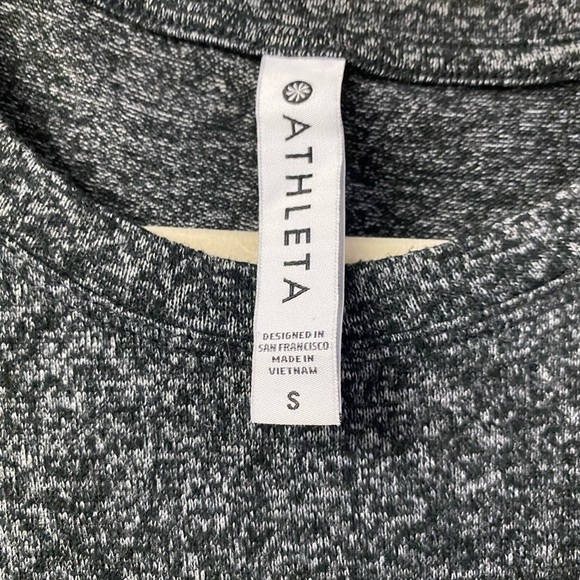 ATHLETA
DESIGNED IN
SAN FRANCISCO
MADE IN
VIETNAM
S